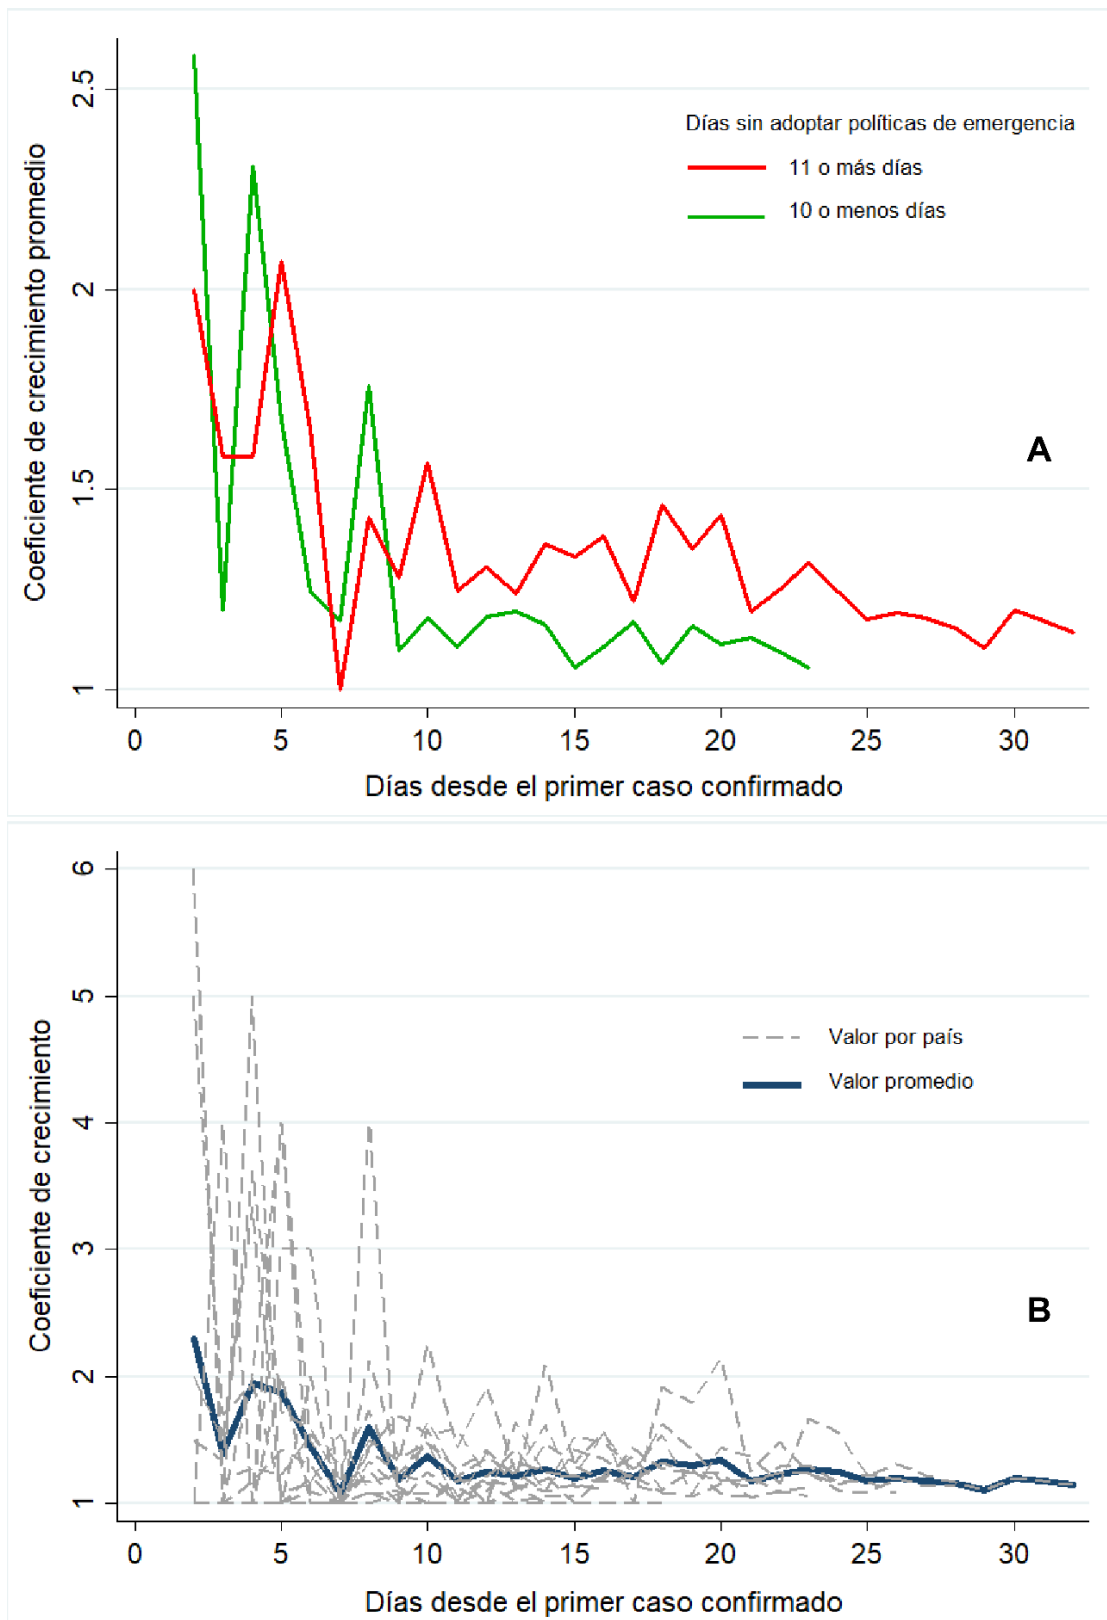 2.5
2
1.5
1
Coeficiente de crecimiento promedio
Días sin adoptar políticas de emergencia
11 o más días
10 o menos días
A
0 5 10 15 20 25 30
Días desde el primer caso confirmado
6
5
4
3
2
1
Coeficiente de crecimiento
Valor por país
Valor promedio
B
0 5 10 15 20 25 30
Días desde el primer caso confirmado